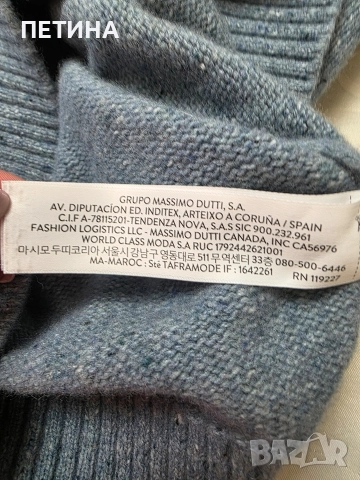 ПЕТИНА
GRUPO MASSIMO DUTTI, S.A.
AV. DIPUTACION ED. INDITEX, ARTEIXO A CORUÑA / SPAIN
C.I.F A-78115201-TENDENZA NOVA, S.A.S SIC 900.232.961
FASHION LOGISTICS LLC - MASSIMO DUTTI CANADA, INC CA56976
WORLD CLASS MODA S.A RUC 1792442621001
마시모 두띠코리아 서울시 강남구 영동대로 511 무역센터 33층 080-500-6446
MA-MAROC : Sté TAFRAMODE IF : 1642261 RN 119227
BAZAR